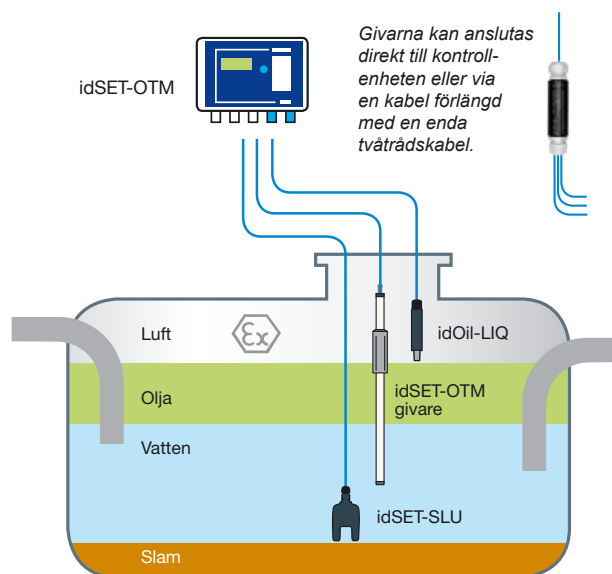 Givarna kan anslutas
direkt till kontroll-
enheten eller via
en kabel förlängd
med en enda
tvåtrådskabel.
idSET-OTM
Luft
Ex
idOil-LIQ
Olja
idSET-OTM
givare
Vatten
idSET-SLU
Slam